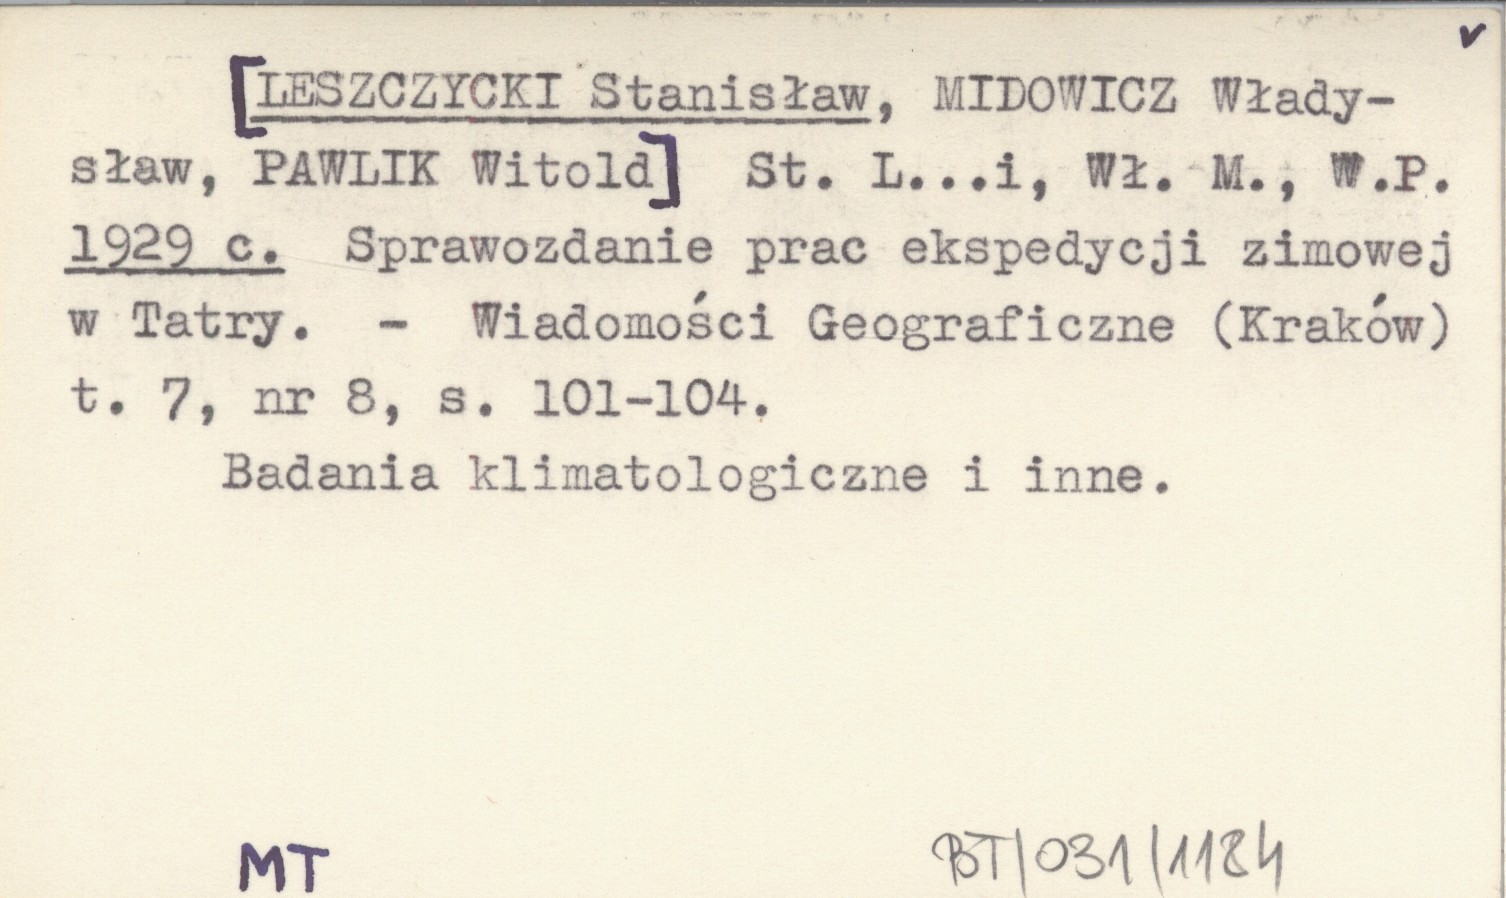 v
[LESZCZYCKI Stanisław, MIDOWICZ Włady-
sław, PAWLIK Witold] St. L...i, Wł. M., W.P.
1929 c. Sprawozdanie prac ekspedycji zimowej
w Tatry. - Wiadomości Geograficzne (Kraków)
t. 7, nr 8, s. 101-104.
Badania klimatologiczne i inne.
MT
BT/031/1184